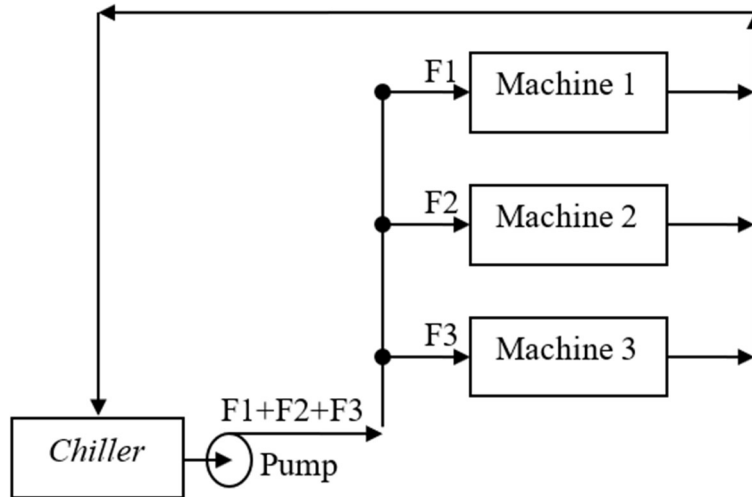 F1
Machine 1
F2
Machine 2
F3
Machine 3
F1+F2+F3
Chiller
Pump